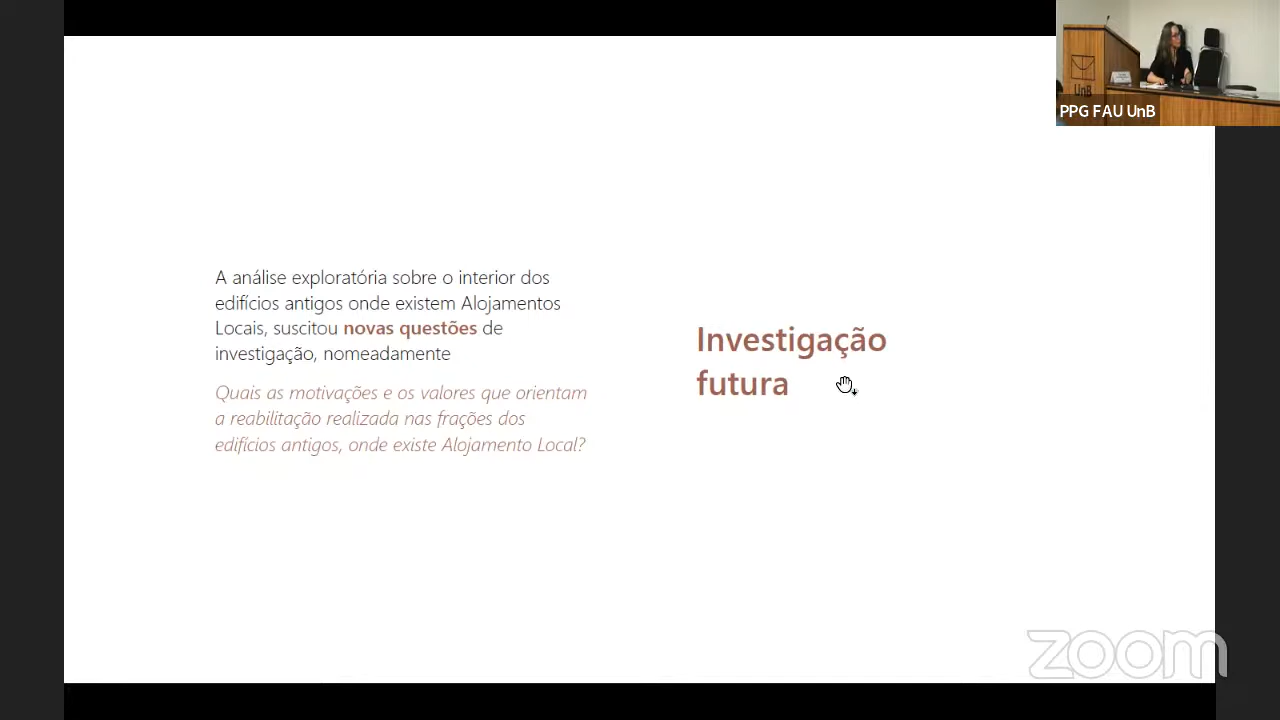 UnB
PPG FAU UnB
A análise exploratória sobre o interior dos
edifícios antigos onde existem Alojamentos
Locais, suscitou novas questões de
investigação, nomeadamente
Quais as motivações e os valores que orientam
a reabilitação realizada nas frações dos
edifícios antigos, onde existe Alojamento Local?
Investigação
futura
zoom